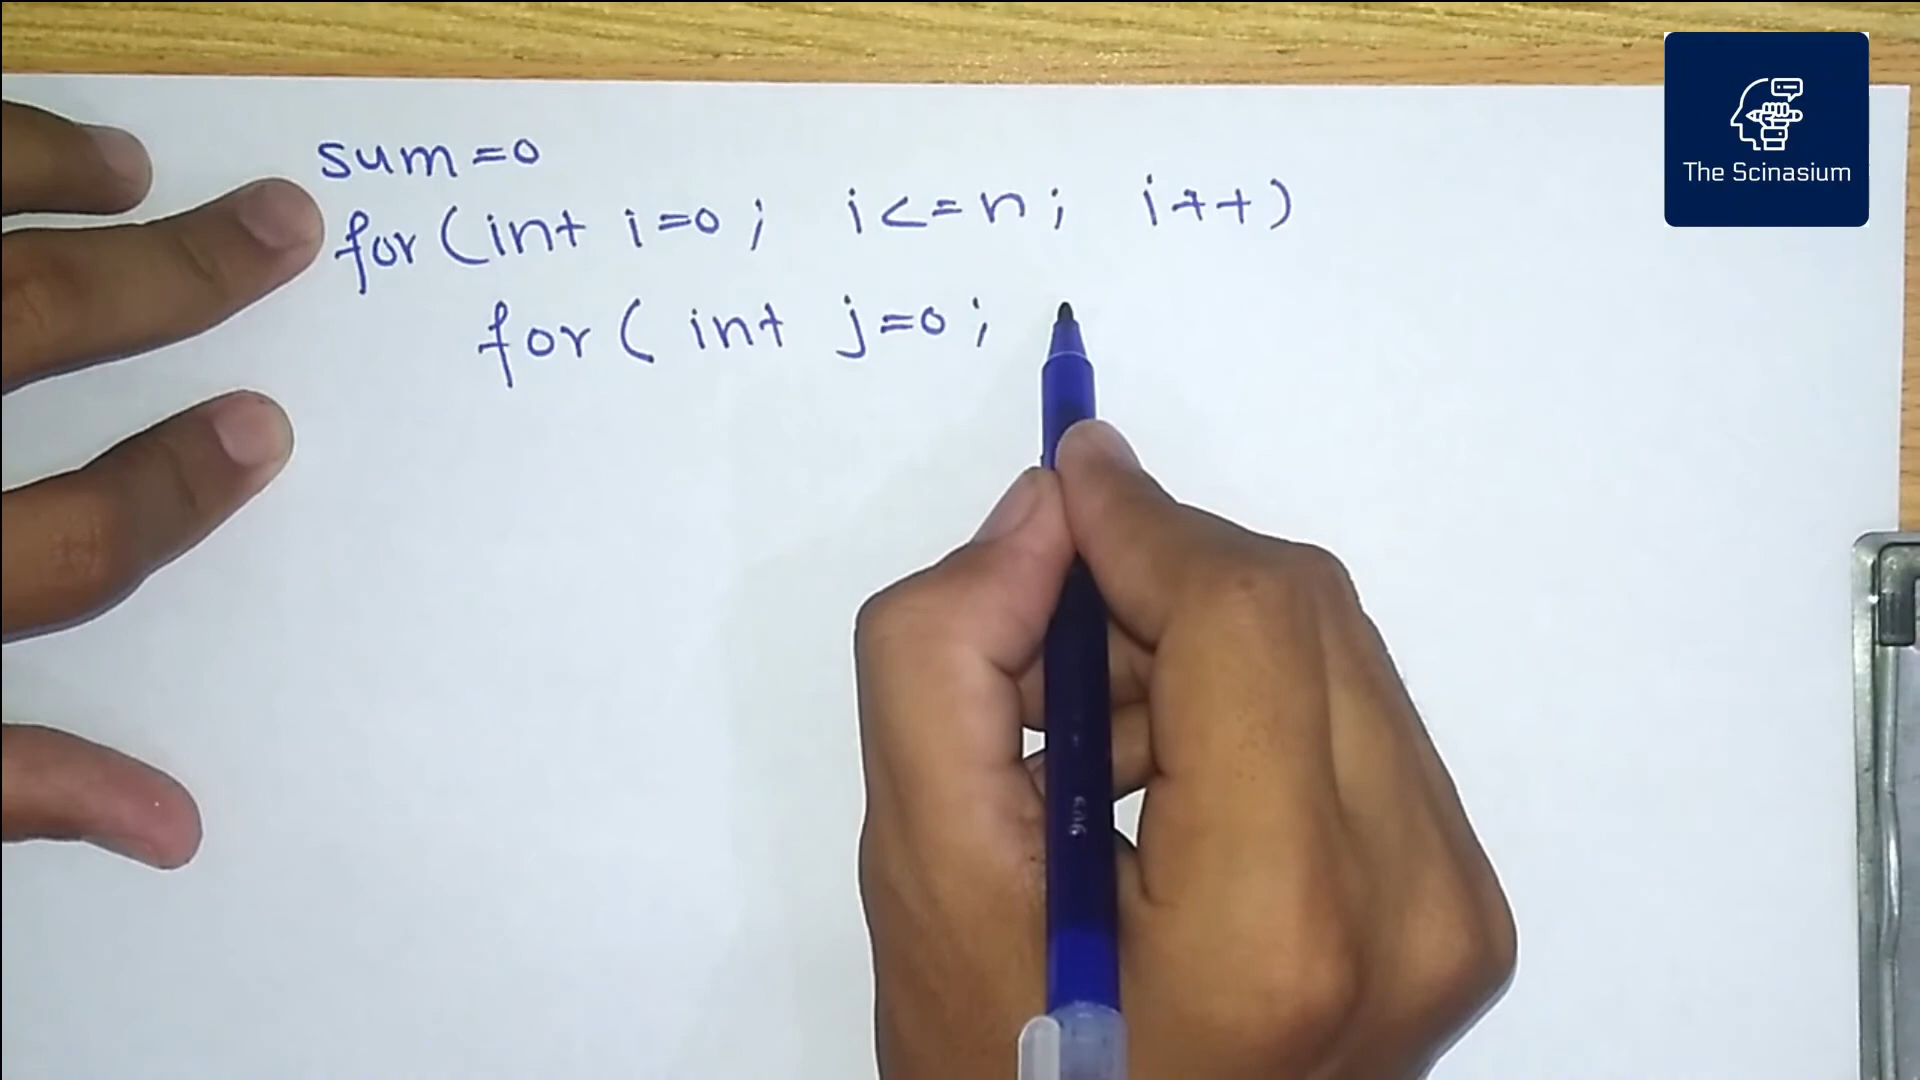 sum=0
for(int i=0; i<=n; i++)
for( int j=0;
The Scinasium